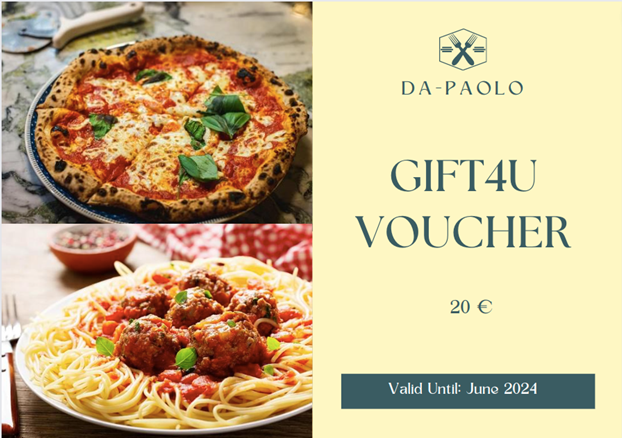 DA-PAOLO
GIFT4U
VOUCHER
20 €
Valid Until: June 2024